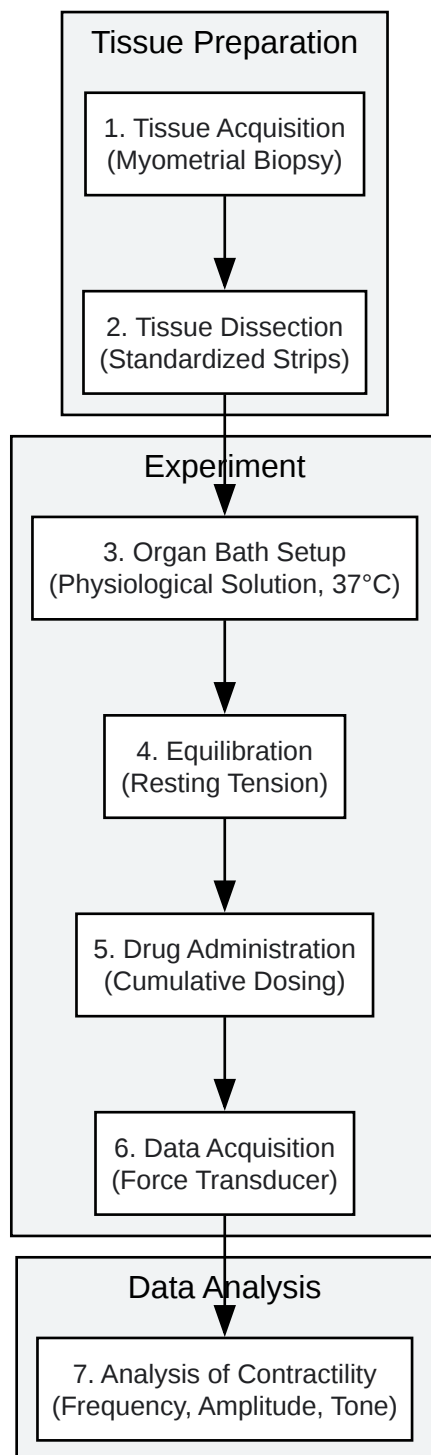 Tissue Preparation
1. Tissue Acquisition
(Myometrial Biopsy)
2. Tissue Dissection
(Standardized Strips)
Experiment
3. Organ Bath Setup
(Physiological Solution, 37°C)
4. Equilibration
(Resting Tension)
5. Drug Administration
(Cumulative Dosing)
6. Data Acquisition
(Force Transducer)
Data Analysis
7. Analysis of Contractility
(Frequency, Amplitude, Tone)